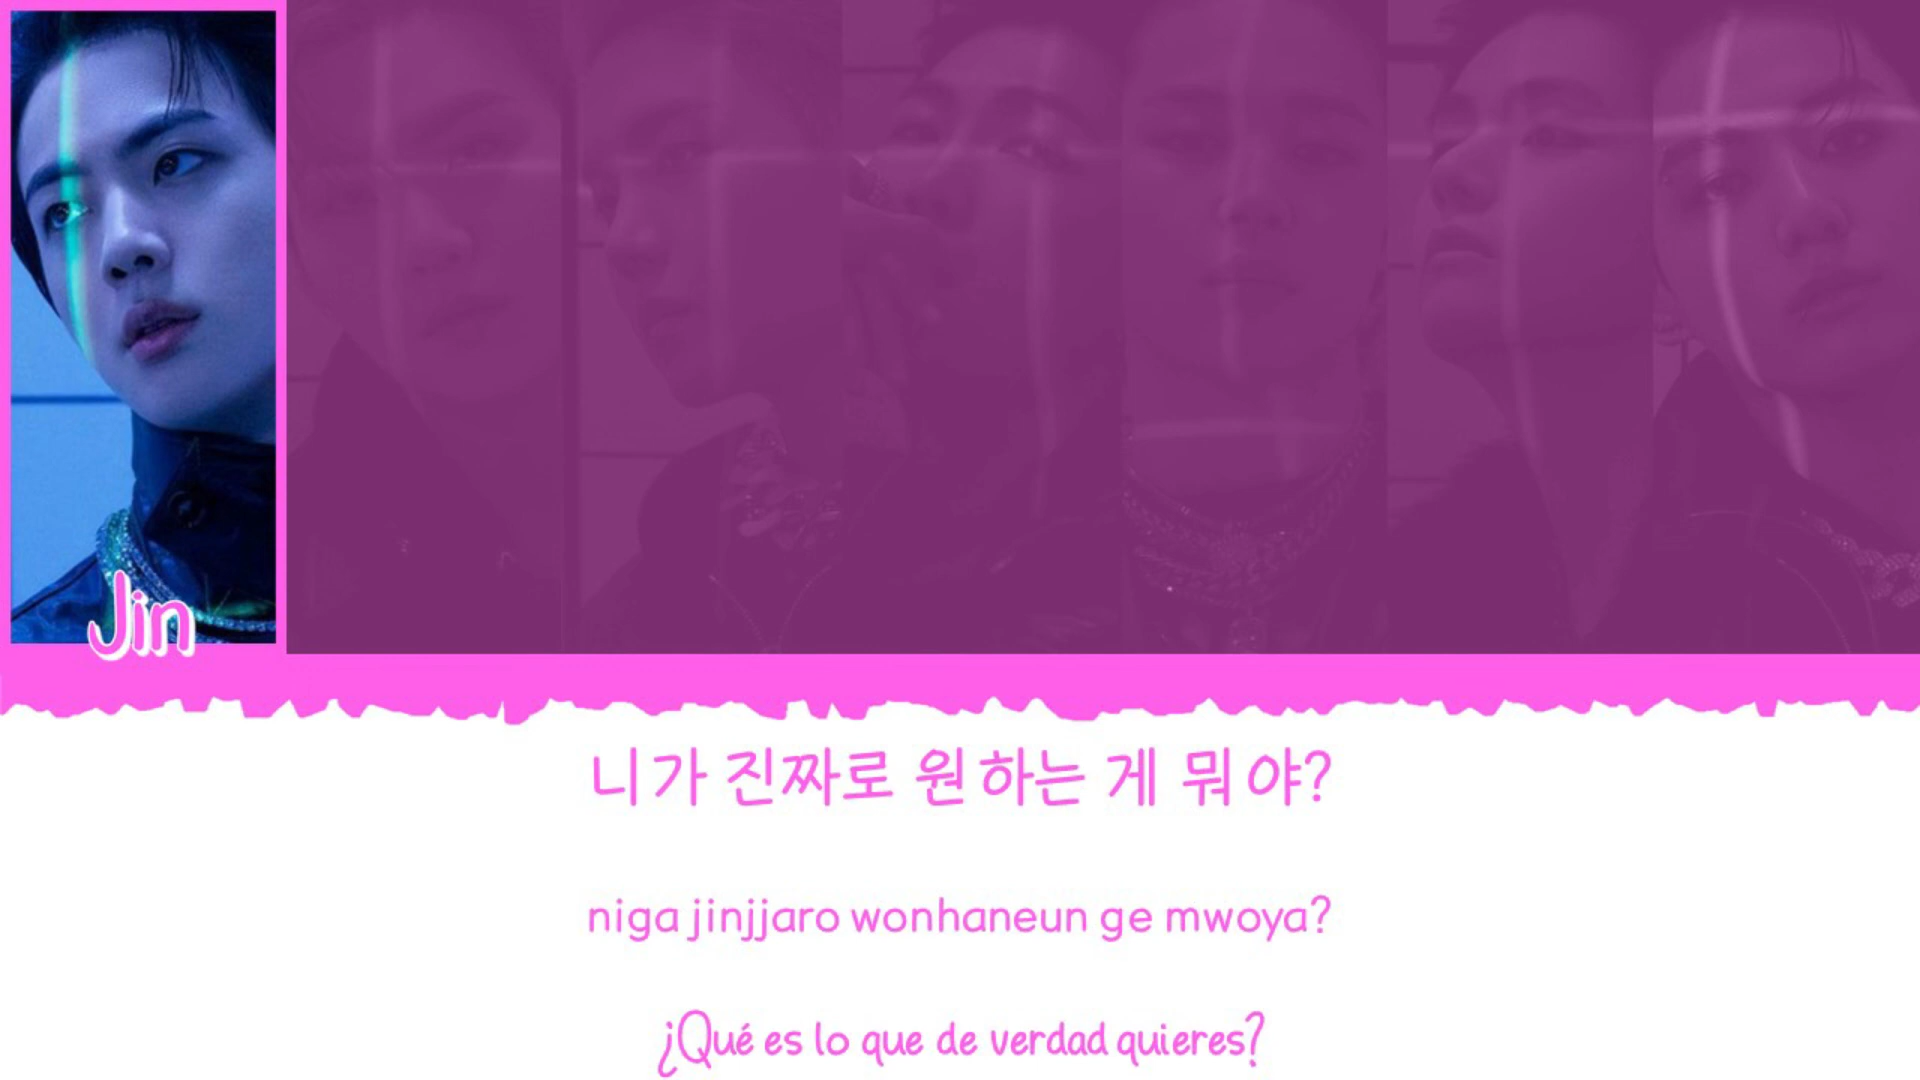 Jin
니가 진짜로 원하는 게 뭐야?
niga jinjjaro wonhaneun ge mwoya?
¿Qué es lo que de verdad quieres?